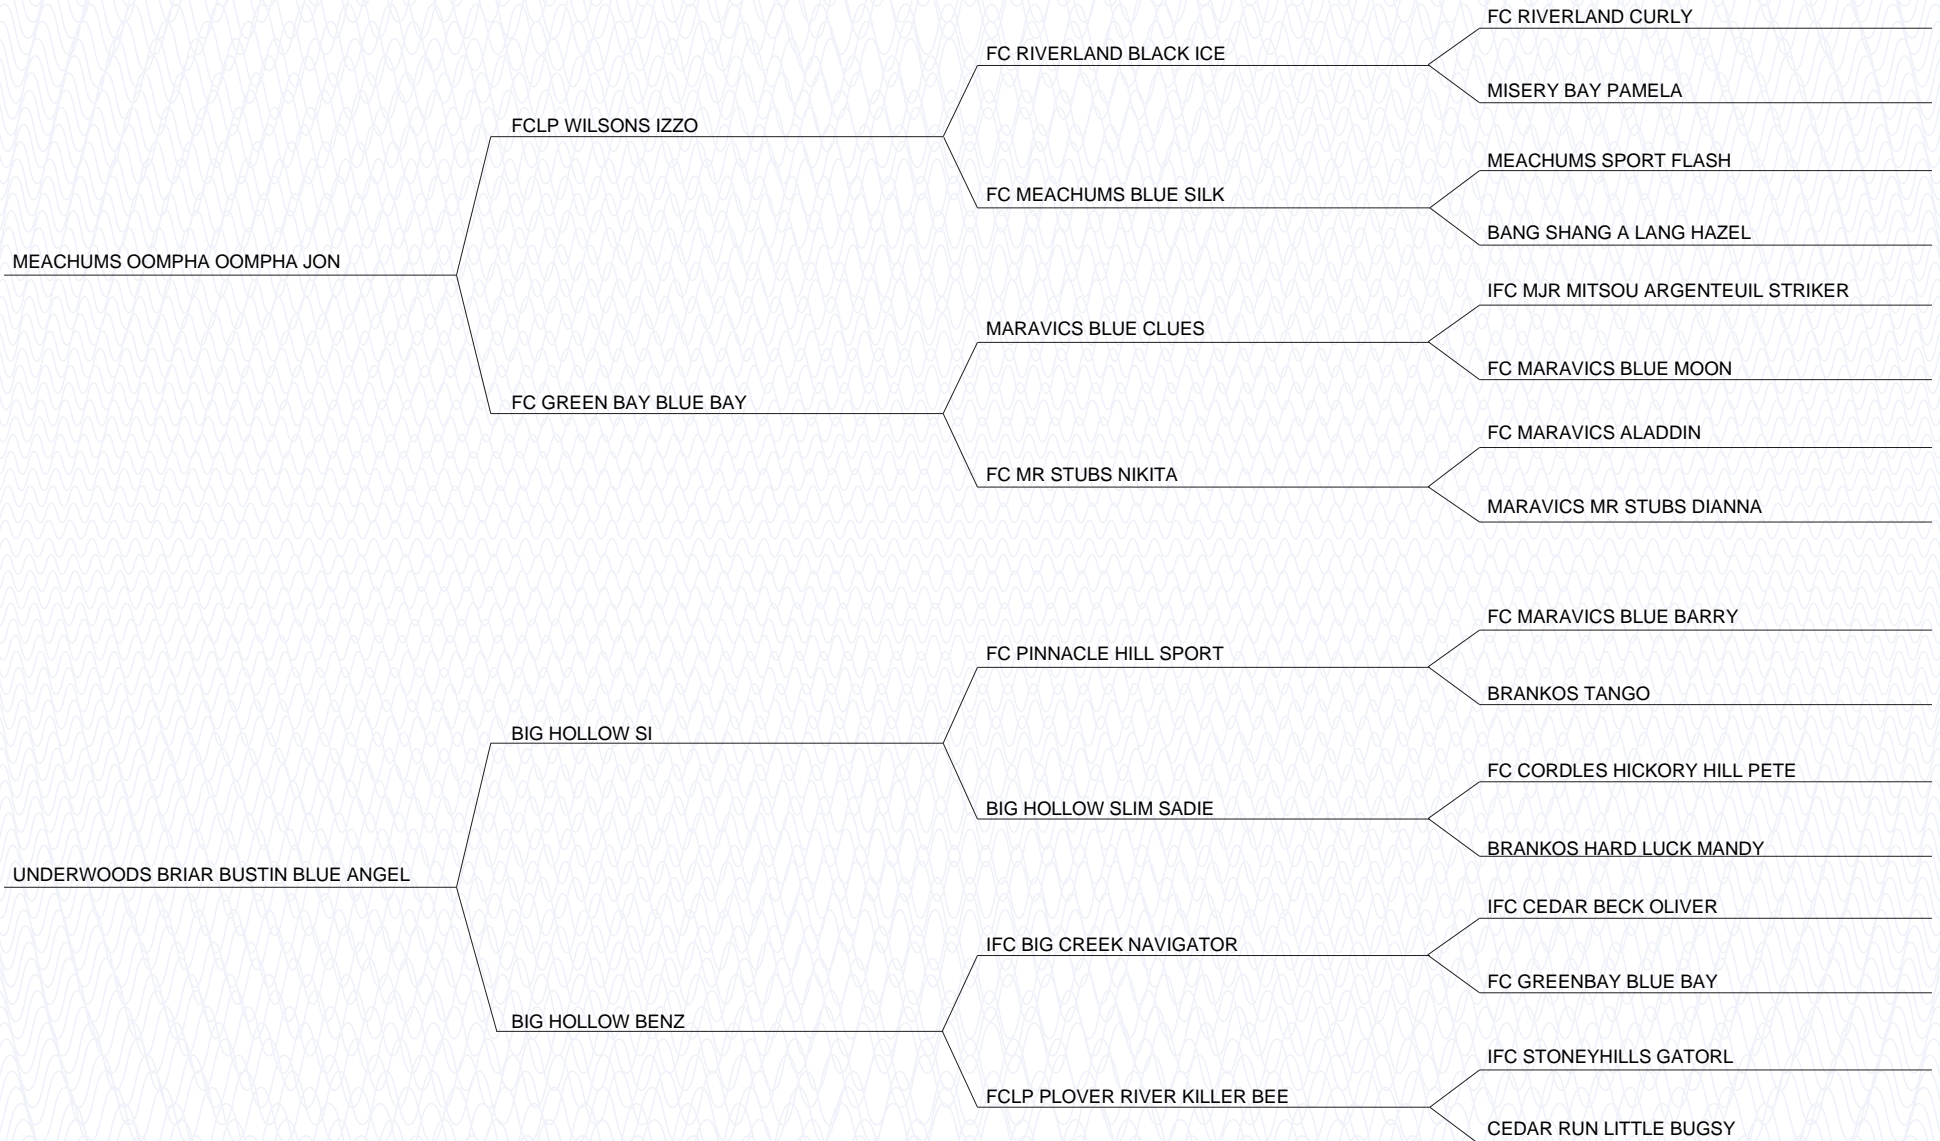 FC RIVERLAND CURLY
FC RIVERLAND BLACK ICE
MISERY BAY PAMELA
FCLP WILSONS IZZO
MEACHUMS SPORT FLASH
FC MEACHUMS BLUE SILK
BANG SHANG A LANG HAZEL
MEACHUMS OOMPHA OOMPHA JON
IFC MJR MITSOU ARGENTEUIL STRIKER
MARAVICS BLUE CLUES
FC MARAVICS BLUE MOON
FC GREEN BAY BLUE BAY
FC MARAVICS ALADDIN
FC MR STUBS NIKITA
MARAVICS MR STUBS DIANNA
FC MARAVICS BLUE BARRY
FC PINNACLE HILL SPORT
BRANKOS TANGO
BIG HOLLOW SI
FC CORDLES HICKORY HILL PETE
BIG HOLLOW SLIM SADIE
BRANKOS HARD LUCK MANDY
UNDERWOODS BRIAR BUSTIN BLUE ANGEL
IFC CEDAR BECK OLIVER
IFC BIG CREEK NAVIGATOR
FC GREENBAY BLUE BAY
BIG HOLLOW BENZ
IFC STONEYHILLS GATORL
FCLP PLOVER RIVER KILLER BEE
CEDAR RUN LITTLE BUGSY